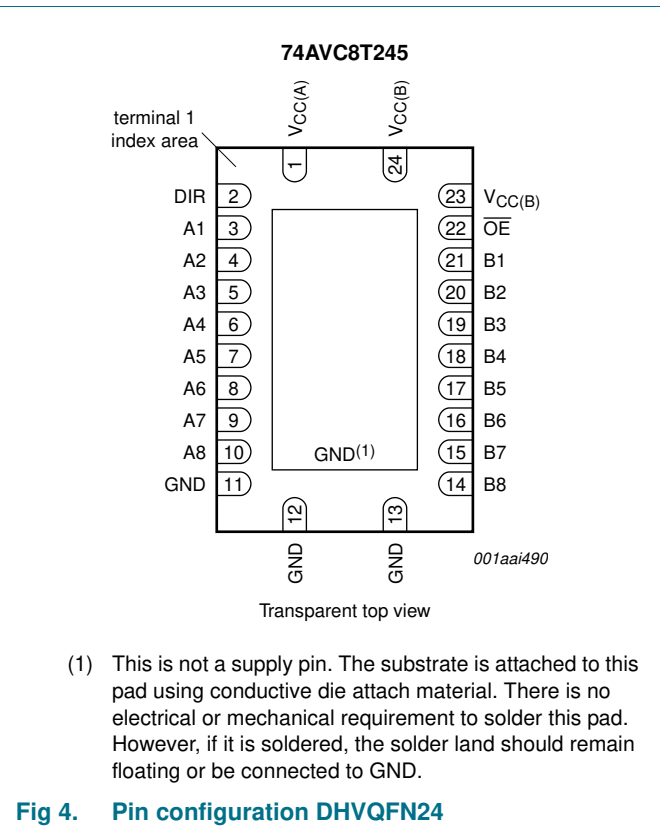 74AVC8T245
terminal 1
index area
VCC(A)
VCC(B)
1
24
DIR 2
23 VCC(B)
A1 3
22 OE
A2 4
21 B1
A3 5
20 B2
A4 6
19 B3
A5 7
18 B4
A6 8
17 B5
A7 9
16 B6
A8 10
15 B7
GND 11
14 B8
GND(1)
12
13
GND
GND
001aai490
Transparent top view
(1) This is not a supply pin. The substrate is attached to this
pad using conductive die attach material. There is no
electrical or mechanical requirement to solder this pad.
However, if it is soldered, the solder land should remain
floating or be connected to GND.
Fig 4. Pin configuration DHVQFN24